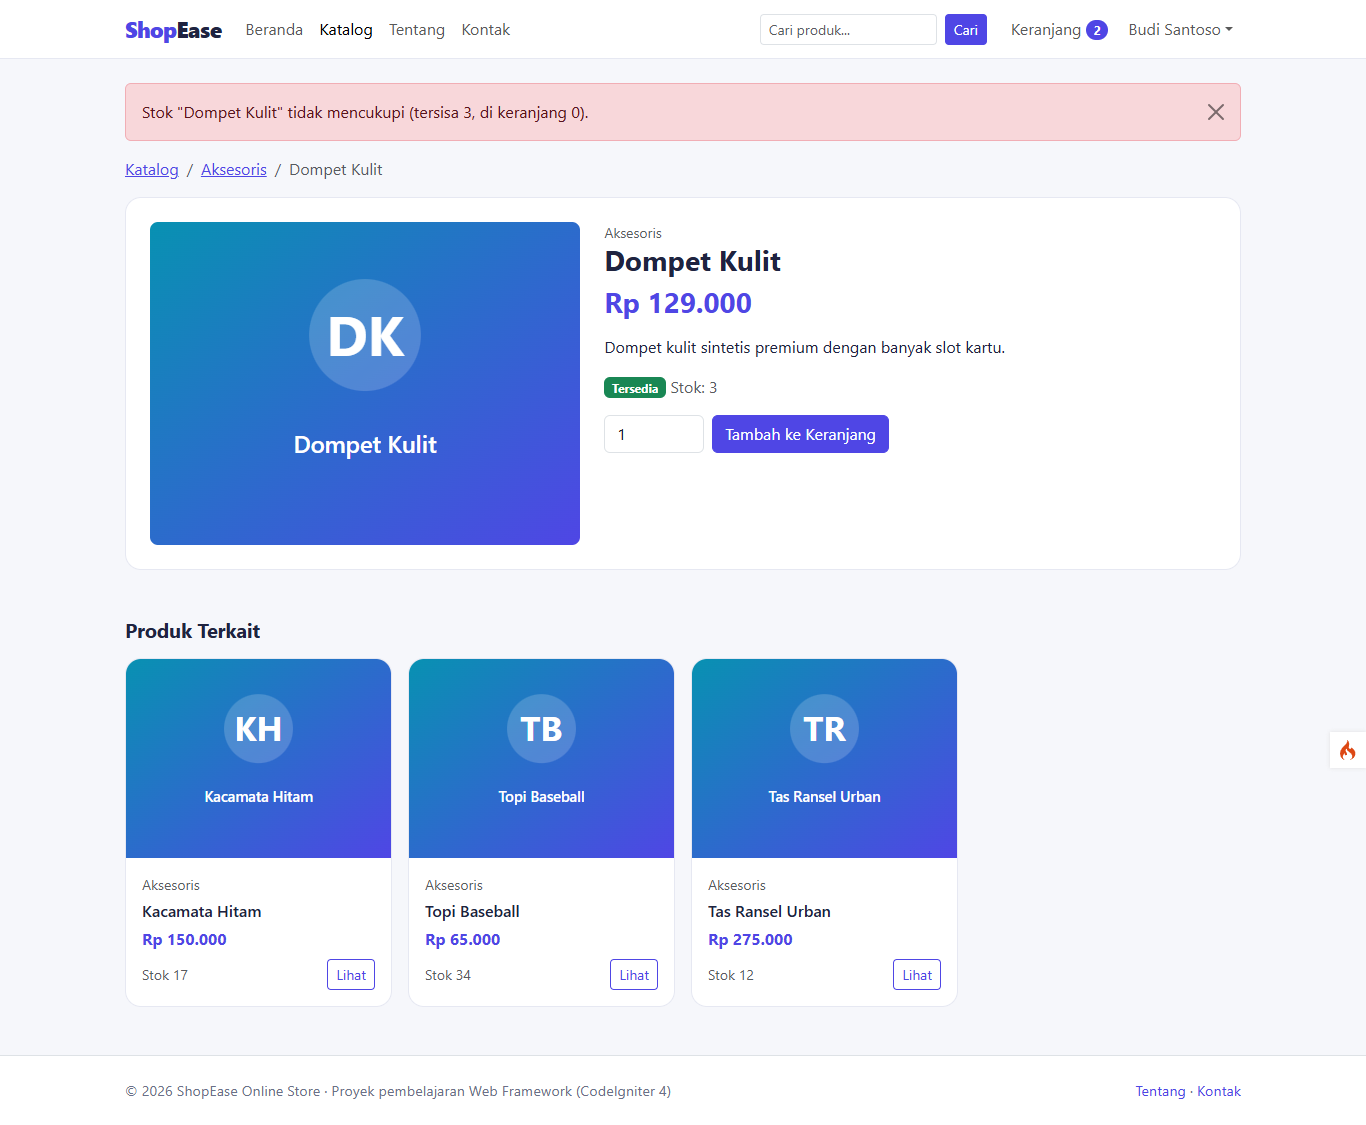 ShopEase Beranda Katalog Tentang Kontak Cari produk... Cari Keranjang 2 Budi Santoso
Stok "Dompet Kulit" tidak mencukupi (tersisa 3, di keranjang 0).
Katalog / Aksesoris / Dompet Kulit
DK
Dompet Kulit
Aksesoris
Dompet Kulit
Rp 129.000
Dompet kulit sintetis premium dengan banyak slot kartu.
Tersedia Stok: 3
1 Tambah ke Keranjang
Produk Terkait
KH
Kacamata Hitam
Aksesoris
Kacamata Hitam
Rp 150.000
Stok 17 Lihat
TB
Topi Baseball
Aksesoris
Topi Baseball
Rp 65.000
Stok 34 Lihat
TR
Tas Ransel Urban
Aksesoris
Tas Ransel Urban
Rp 275.000
Stok 12 Lihat
© 2026 ShopEase Online Store · Proyek pembelajaran Web Framework (CodeIgniter 4) Tentang · Kontak